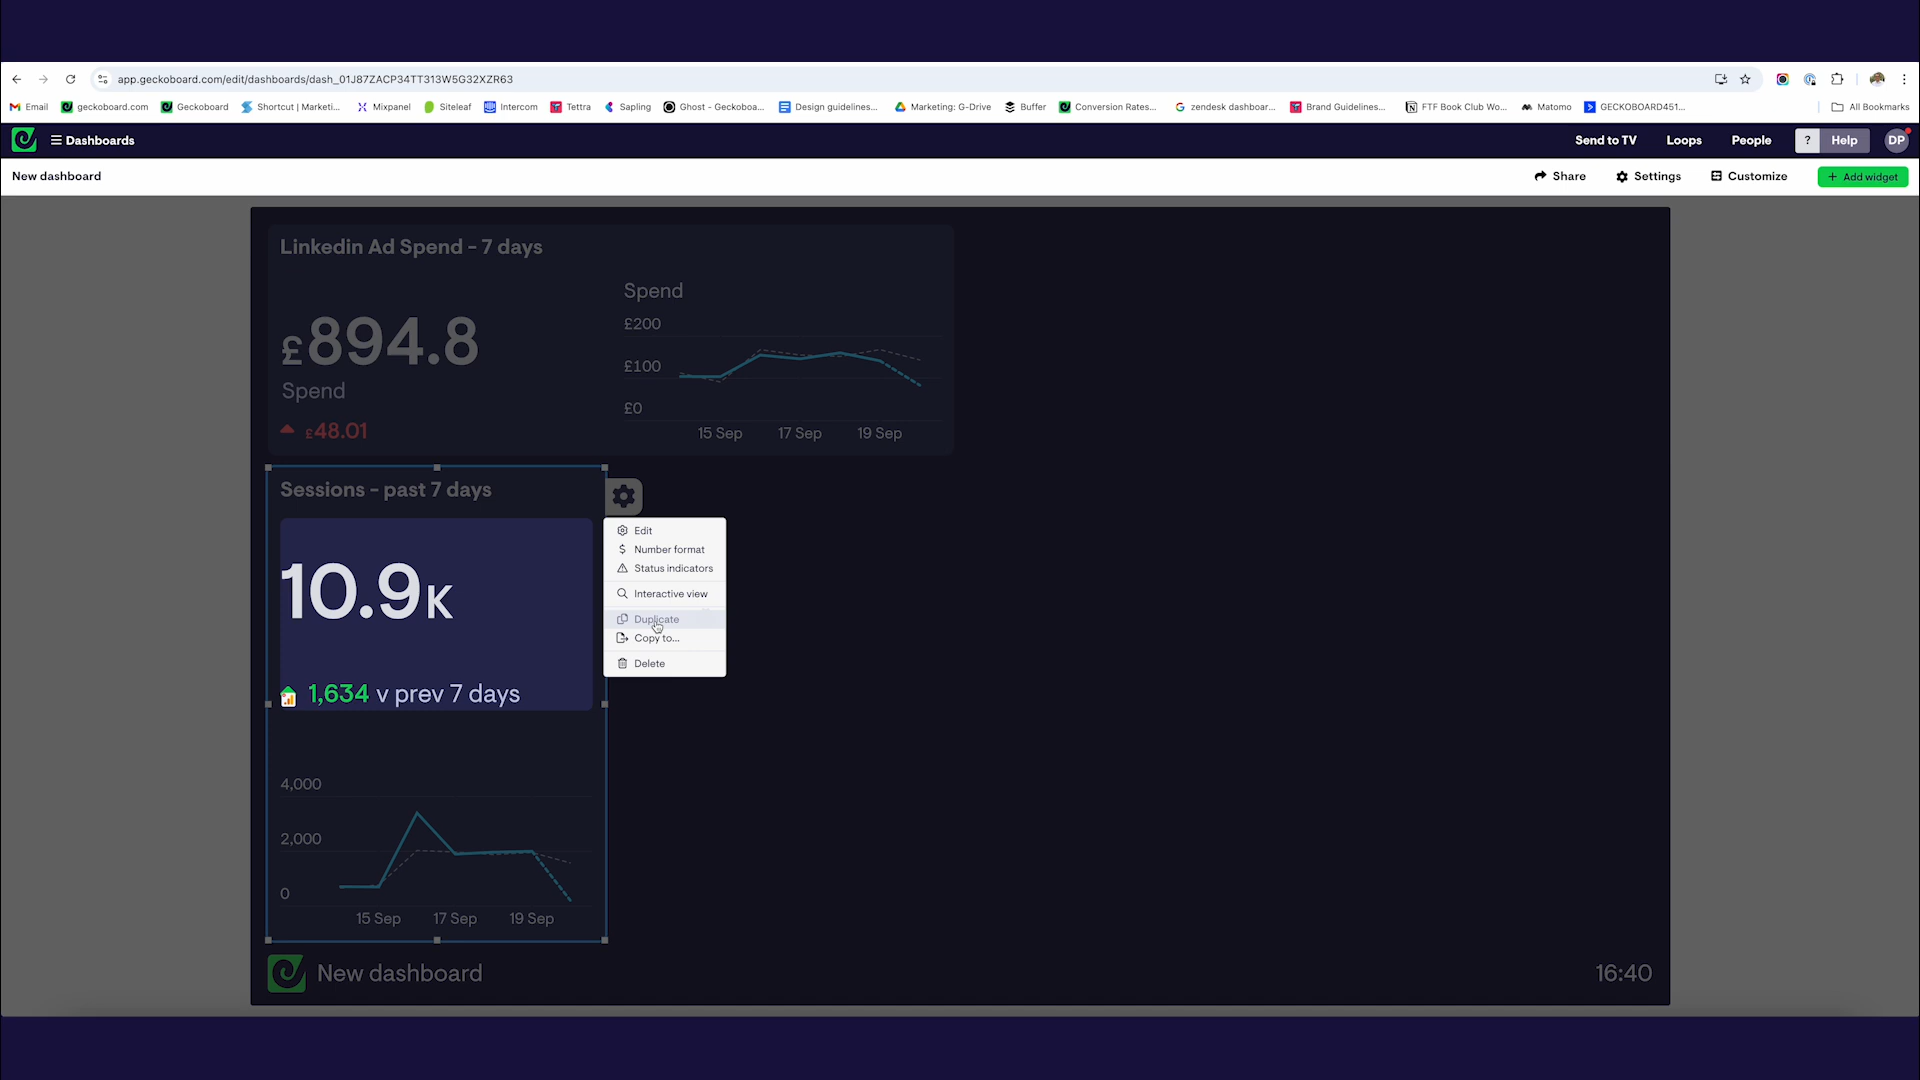 app.geckoboard.com/edit/dashboards/dash_01J87ZACP34TT313W5G32XZR63
Email geckoboard.com Geckoboard Shortcut | Marketi... Mixpanel Siteleaf Intercom Tettra Sapling Ghost - Geckoboa... Design guidelines... Marketing: G-Drive Buffer Conversion Rates... zendesk dashboar... Brand Guidelines... FTF Book Club Wo... Matomo GECKOBOARD451... All Bookmarks
Dashboards Send to TV Loops People ? Help DP
New dashboard Share Settings Customize + Add widget
Linkedin Ad Spend - 7 days
£894.8
Spend
£48.01
Spend
£200
£100
£0
15 Sep 17 Sep 19 Sep
Sessions - past 7 days
10.9K
1,634 v prev 7 days
4,000
2,000
0
15 Sep 17 Sep 19 Sep
Edit
Number format
Status indicators
Interactive view
Duplicate
Copy to...
Delete
New dashboard 16:40